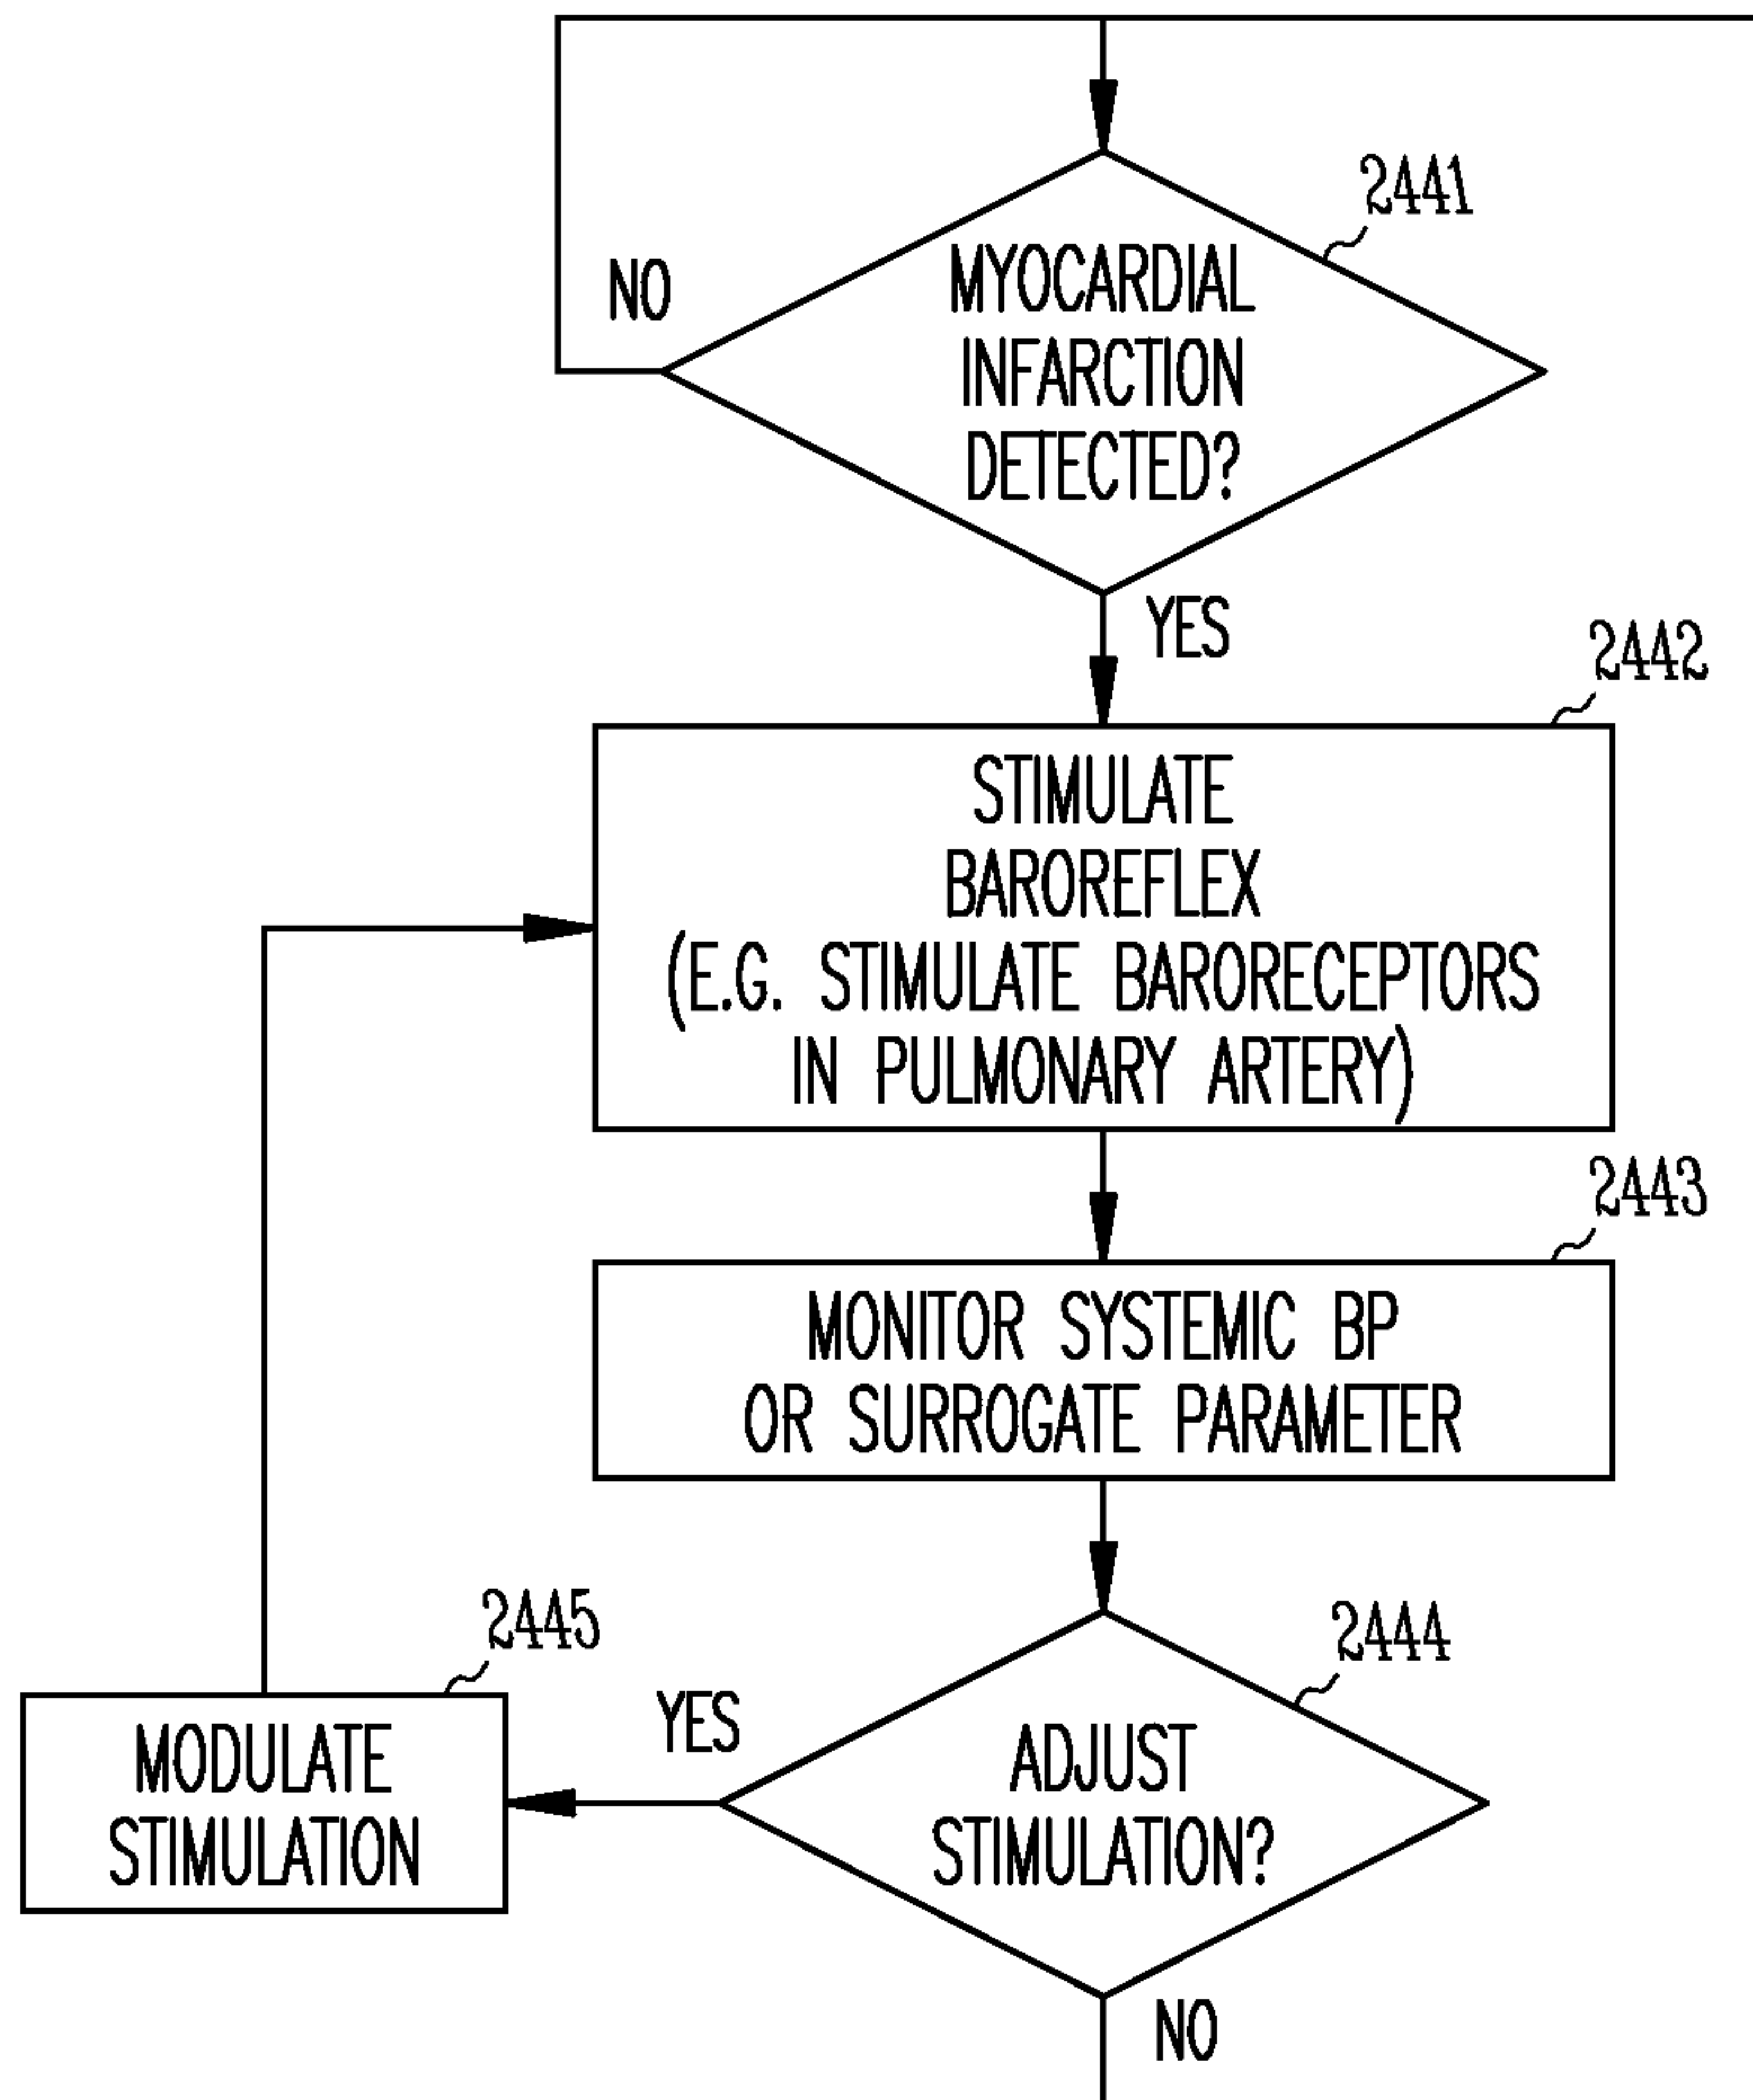 2441
NO
MYOCARDIAL
INFARCTION
DETECTED?
YES
2442
STIMULATE
BAROREFLEX
(E.G. STIMULATE BARORECEPTORS
IN PULMONARY ARTERY)
2443
MONITOR SYSTEMIC BP
OR SURROGATE PARAMETER
2445
2444
YES
MODULATE
STIMULATION
ADJUST
STIMULATION?
NO